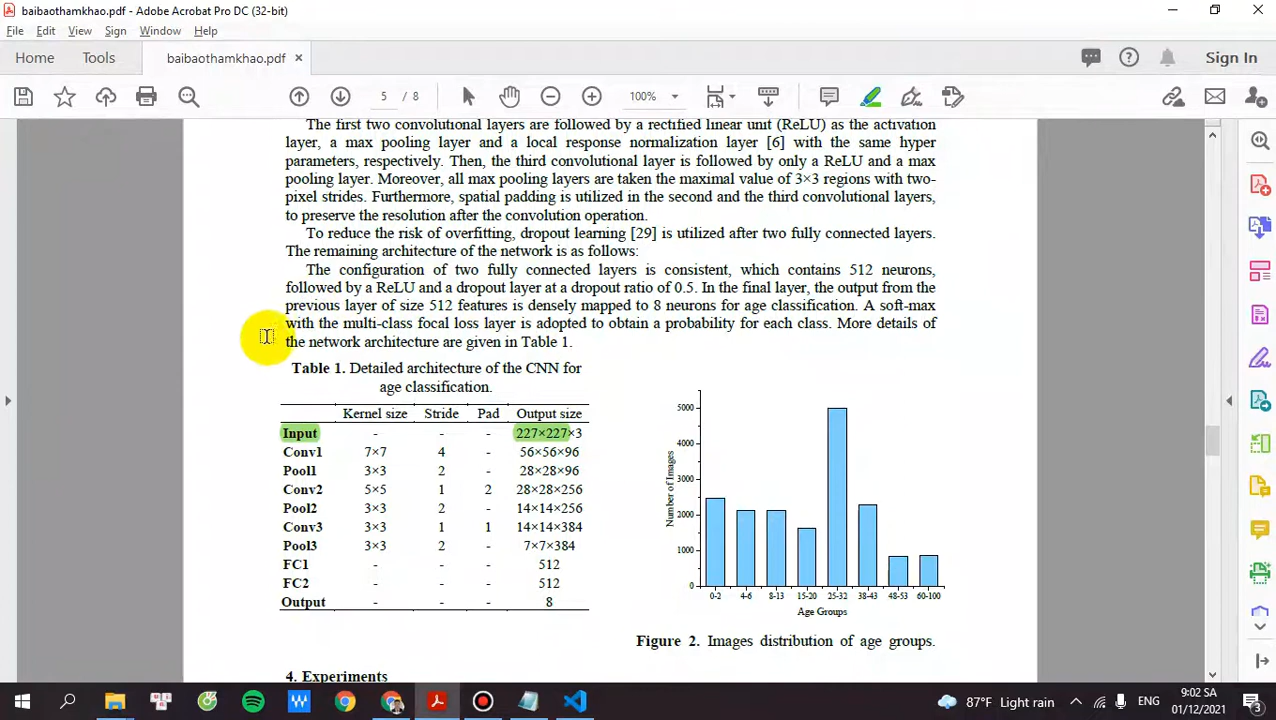 baibaothamkhao.pdf - Adobe Acrobat Pro DC (32-bit)
File Edit View Sign Window Help
Home Tools baibaothamkhao.pdf × Sign In
5 / 8 100%
The first two convolutional layers are followed by a rectified linear unit (ReLU) as the activation
layer, a max pooling layer and a local response normalization layer [6] with the same hyper
parameters, respectively. Then, the third convolutional layer is followed by only a ReLU and a max
pooling layer. Moreover, all max pooling layers are taken the maximal value of 3×3 regions with two-
pixel strides. Furthermore, spatial padding is utilized in the second and the third convolutional layers,
to preserve the resolution after the convolution operation.
To reduce the risk of overfitting, dropout learning [29] is utilized after two fully connected layers.
The remaining architecture of the network is as follows:
The configuration of two fully connected layers is consistent, which contains 512 neurons,
followed by a ReLU and a dropout layer at dropout ratio of 0.5. In the final layer, the output from the
previous layer of size 512 features is densely mapped to 8 neurons for age classification. A soft-max
with the multi-class focal loss layer is adopted to obtain a probability for each class. More details of
the network architecture are given in Table 1.
Table 1. Detailed architecture of the CNN for
age classification.
Kernel size Stride Pad Output size
Input - - - 227×227×3
Conv1 7×7 4 - 56×56×96
Pool1 3×3 2 - 28×28×96
Conv2 5×5 1 2 28×28×256
Pool2 3×3 2 - 14×14×256
Conv3 3×3 1 1 14×14×384
Pool3 3×3 2 - 7×7×384
FC1 - - - 512
FC2 - - - 512
Output - - - 8
Number of Images
5000
4000
3000
2000
1000
0
0-2 4-6 8-13 15-20 25-32 38-43 48-53 60-100
Age Groups
Figure 2. Images distribution of age groups.
4. Experiments
87°F Light rain ENG 9:02 SA
01/12/2021
3